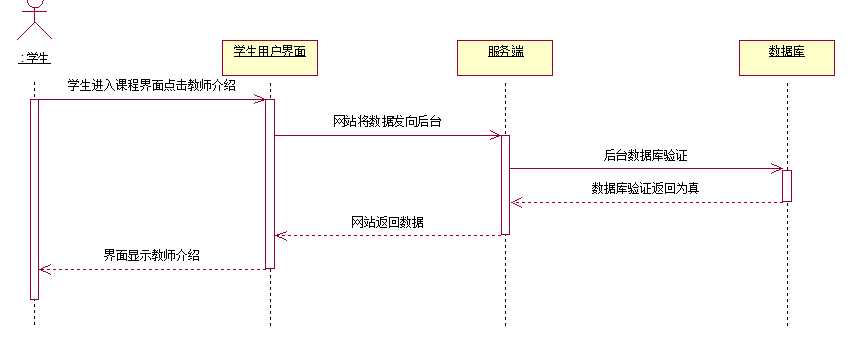 :学生
学生用户界面
服务端
数据库
学生进入课程界面点击教师介绍
网站将数据发向后台
后台数据库验证
数据库验证返回为真
网站返回数据
界面显示教师介绍